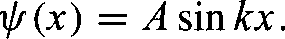 ψ(x) = A sin kx.